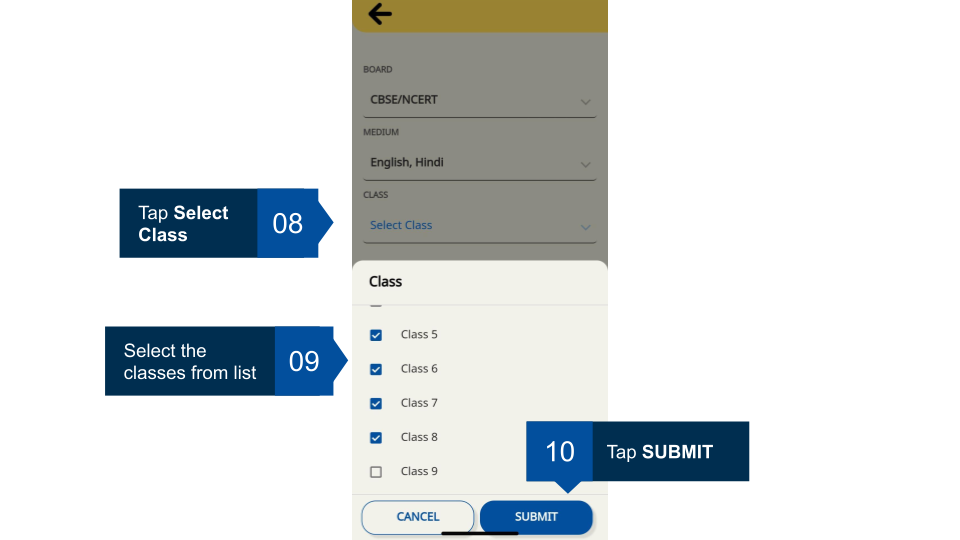 BOARD
CBSE/NCERT
MEDIUM
English, Hindi
CLASS
Select Class
Tap Select
Class
08
Class
Class 5
Class 6
Class 7
Class 8
Class 9
Select the
classes from list
09
10
Tap SUBMIT
CANCEL
SUBMIT